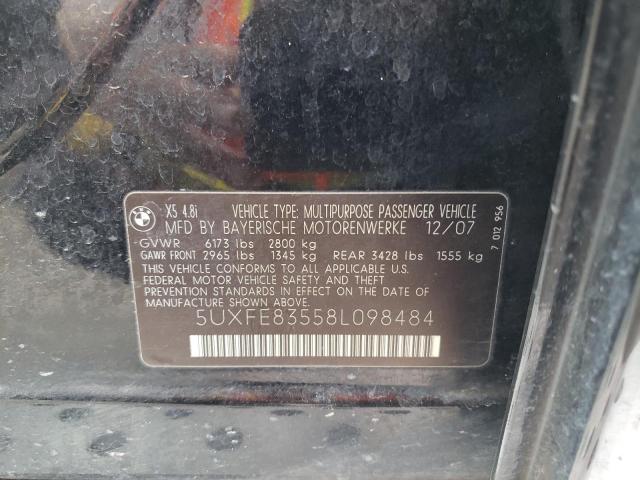 BMW
X5 4.8i VEHICLE TYPE: MULTIPURPOSE PASSENGER VEHICLE
MFD BY BAYERISCHE MOTORENWERKE 12/07
GVWR 6173 lbs 2800 kg
GAWR FRONT 2965 lbs 1345 kg REAR 3428 lbs 1555 kg
THIS VEHICLE CONFORMS TO ALL APPLICABLE U.S.
FEDERAL MOTOR VEHICLE SAFETY AND THEFT
PREVENTION STANDARDS IN EFFECT ON THE DATE OF
MANUFACTURE SHOWN ABOVE.
5UXFE83558L098484
7 012 956